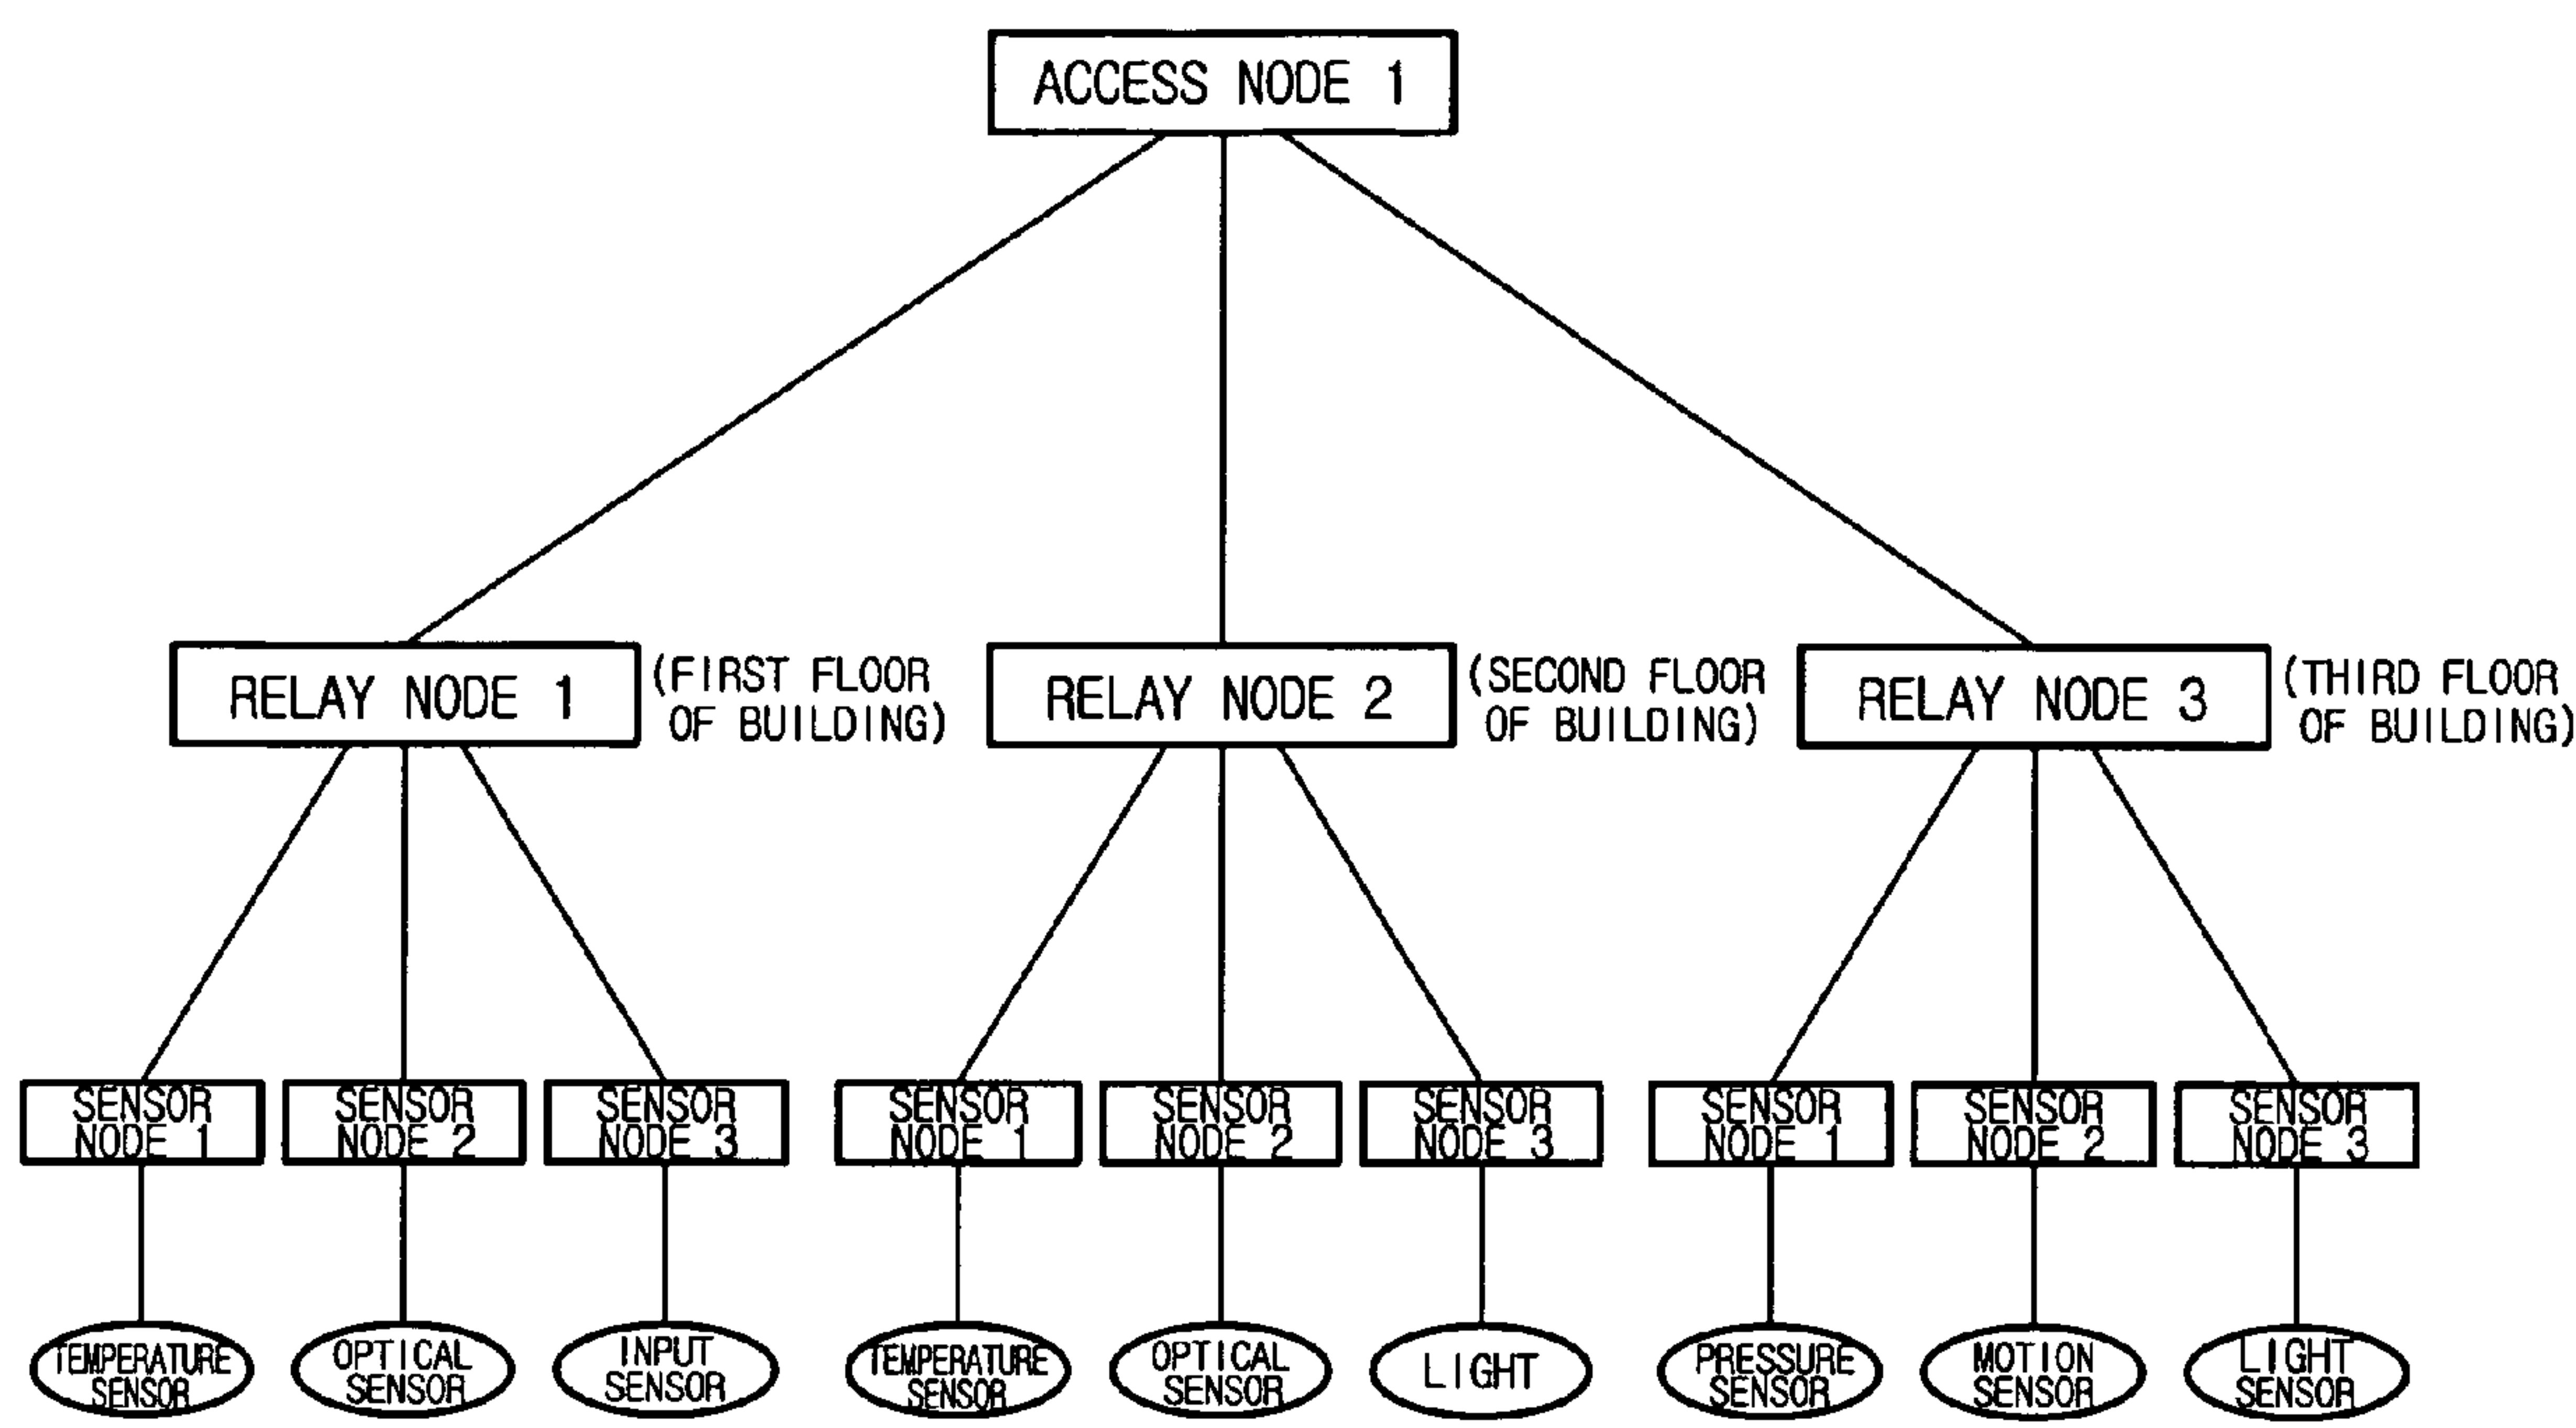 ACCESS NODE 1
RELAY NODE 1
(FIRST FLOOR
OF BUILDING)
RELAY NODE 2
(SECOND FLOOR
OF BUILDING)
RELAY NODE 3
(THIRD FLOOR
OF BUILDING)
SENSOR
NODE 1
SENSOR
NODE 2
SENSOR
NODE 3
SENSOR
NODE 1
SENSOR
NODE 2
SENSOR
NODE 3
SENSOR
NODE 1
SENSOR
NODE 2
SENSOR
NODE 3
TEMPERATURE
SENSOR
OPTICAL
SENSOR
INPUT
SENSOR
TEMPERATURE
SENSOR
OPTICAL
SENSOR
LIGHT
PRESSURE
SENSOR
MOTION
SENSOR
LIGHT
SENSOR